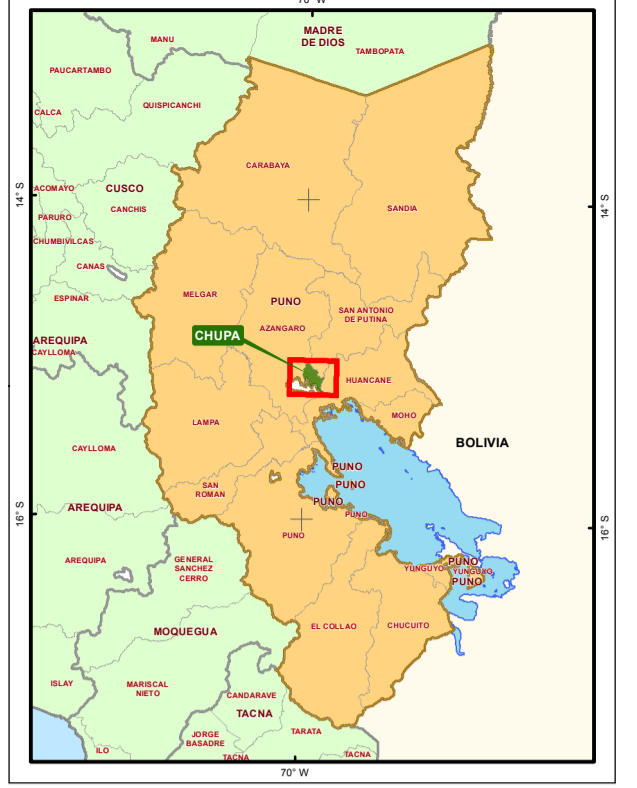 70° W
MADRE
DE DIOS
MANU
TAMBOPATA
PAUCARTAMBO
QUISPICANCHI
CALCA
CARABAYA
14° S
14° S
ACOMAYO
CUSCO
CANCHIS
SANDIA
PARURO
CHUMBIVILCAS
CANAS
ESPINAR
MELGAR
PUNO
SAN ANTONIO
DE PUTINA
AZANGARO
CHUPA
AREQUIPA
CAYLLOMA
HUANCANE
MOHO
LAMPA
BOLIVIA
CAYLLOMA
PUNO
PUNO
SAN
ROMAN
PUNO
AREQUIPA
PUNO
16° S
16° S
PUNO
AREQUIPA
GENERAL
SANCHEZ
CERRO
PUNO
YUNGUYO
YUNGUYO
PUNO
EL COLLAO
CHUCUITO
MOQUEGUA
ISLAY
MARISCAL
NIETO
CANDARAVE
TACNA
JORGE
BASADRE
TARATA
ILO
TACNA
TACNA
70° W